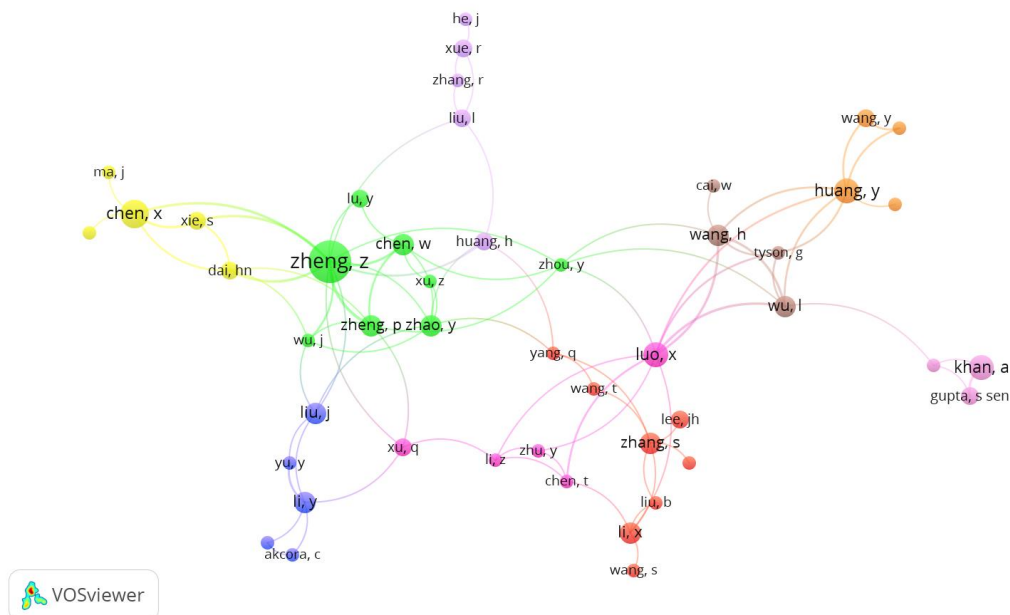 he, j
xue, r
zhang, r
liu, l
wang, y
ma, j
chen, x
xie, s
lu, y
cai, w
huang, y
zheng, z
chen, w
huang, h
wang, h
tyson, g
dai, hn
xu, z
zhou, y
wu, l
wu, j
zheng, p
zhao, y
yang, q
luo, x
khan, a
gupta, s sen
wang, t
liu, j
lee, jh
xu, q
li, z
zhu, y
zhang, s
yu, y
chen, t
li, y
liu, b
li, x
akcora, c
wang, s
VOSviewer